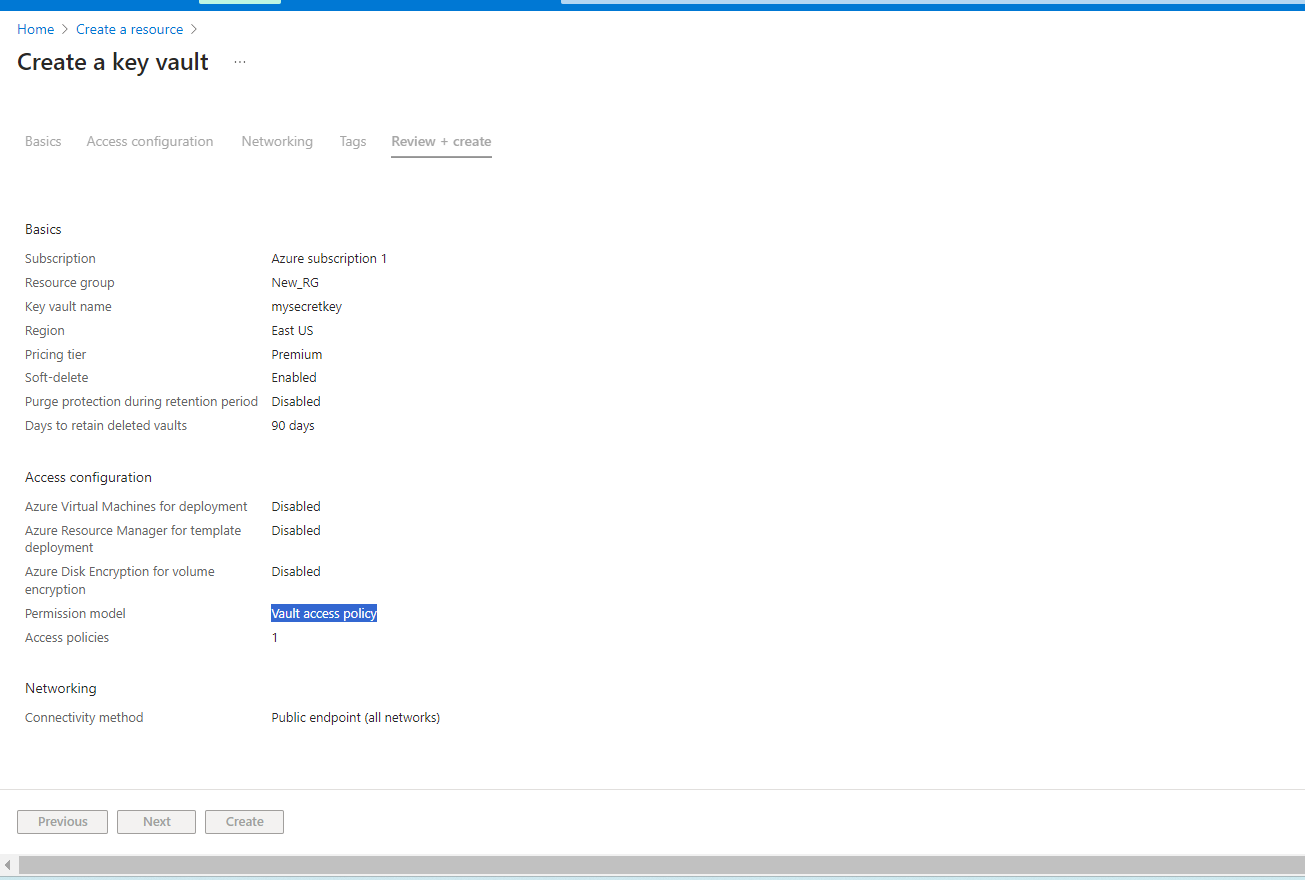 Home > Create a resource >
Create a key vault ...
Basics Access configuration Networking Tags Review + create
Basics
Subscription Azure subscription 1
Resource group New_RG
Key vault name mysecretkey
Region East US
Pricing tier Premium
Soft-delete Enabled
Purge protection during retention period Disabled
Days to retain deleted vaults 90 days
Access configuration
Azure Virtual Machines for deployment Disabled
Azure Resource Manager for template Disabled
deployment
Azure Disk Encryption for volume Disabled
encryption
Permission model Vault access policy
Access policies 1
Networking
Connectivity method Public endpoint (all networks)
Previous Next Create